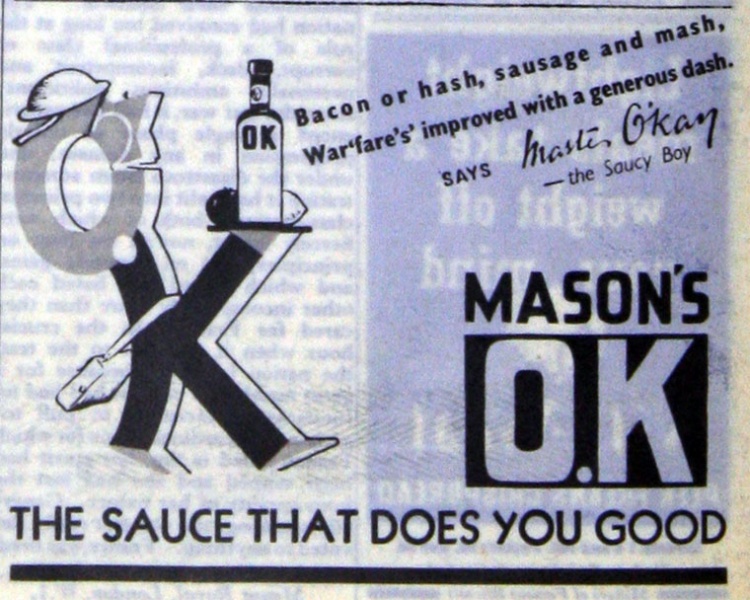 Bacon or hash, sausage and mash,
War'fare's' improved with a generous dash.
SAYS Master O'Kay
— the Saucy Boy
OK
MASON'S
O.K
THE SAUCE THAT DOES YOU GOOD